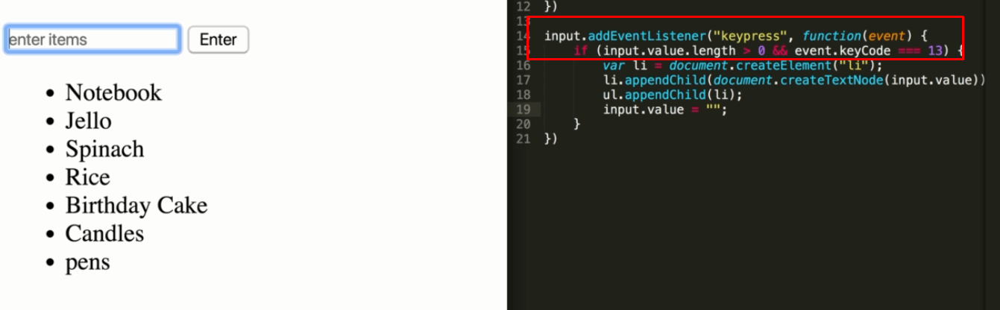 enter items
Enter
Notebook
Jello
Spinach
Rice
Birthday Cake
Candles
pens
12 })
13
14 input.addEventListener("keypress", function(event) {
15 if (input.value.length > 0 && event.keyCode === 13) {
16 var li = document.createElement("li");
17 li.appendChild(document.createTextNode(input.value))
18 ul.appendChild(li);
19 input.value = "";
20 }
21 })